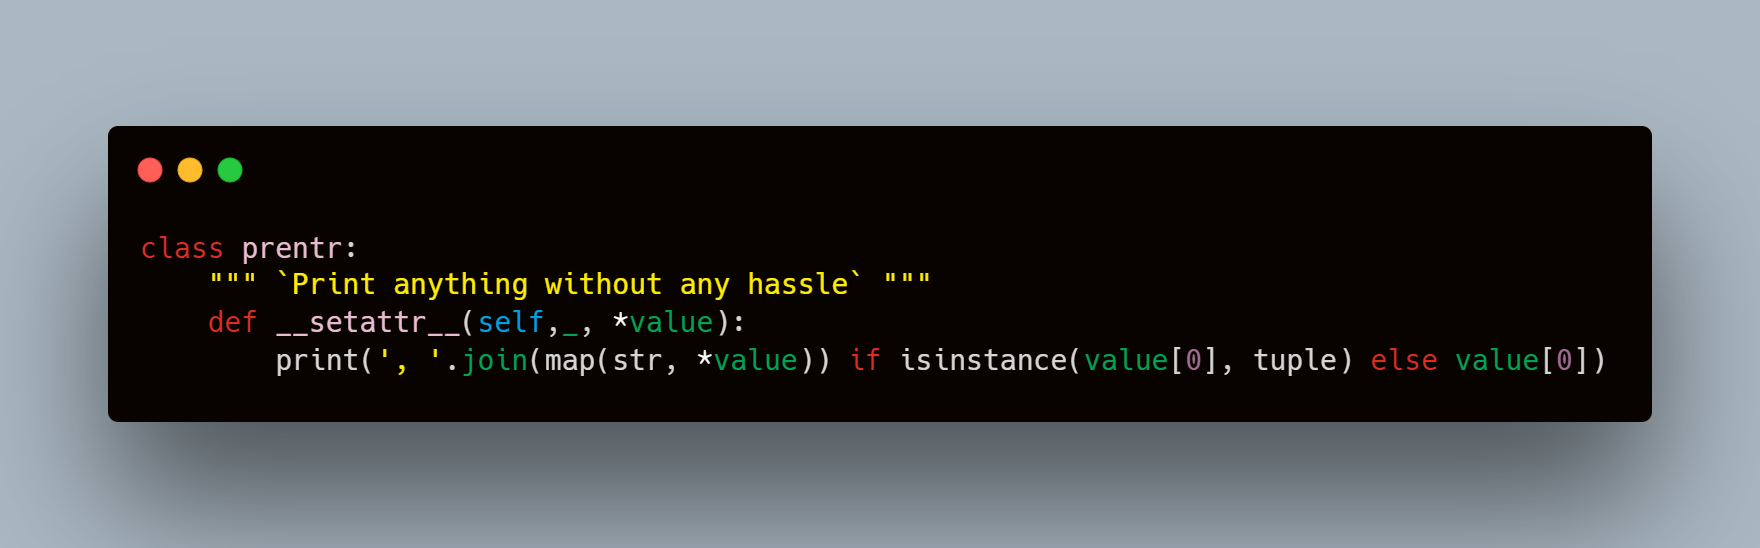 class prentr:
    """ `Print anything without any hassle` """
    def __setattr__(self,_, *value):
        print(', '.join(map(str, *value)) if isinstance(value[0], tuple) else value[0])